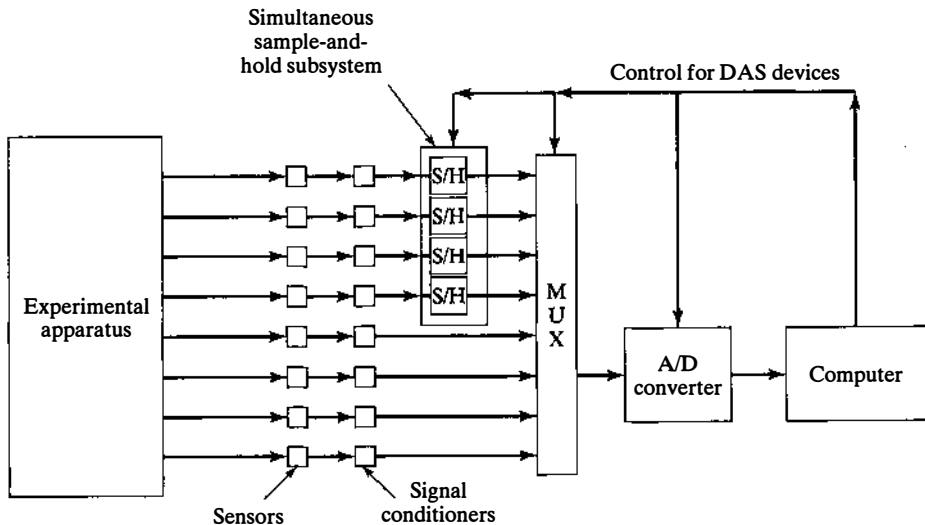 Simultaneous
sample-and-
hold subsystem
Control for DAS devices
S/H
S/H
S/H
S/H
Experimental
apparatus
M
U
X
A/D
converter
Computer
Sensors
Signal
conditioners